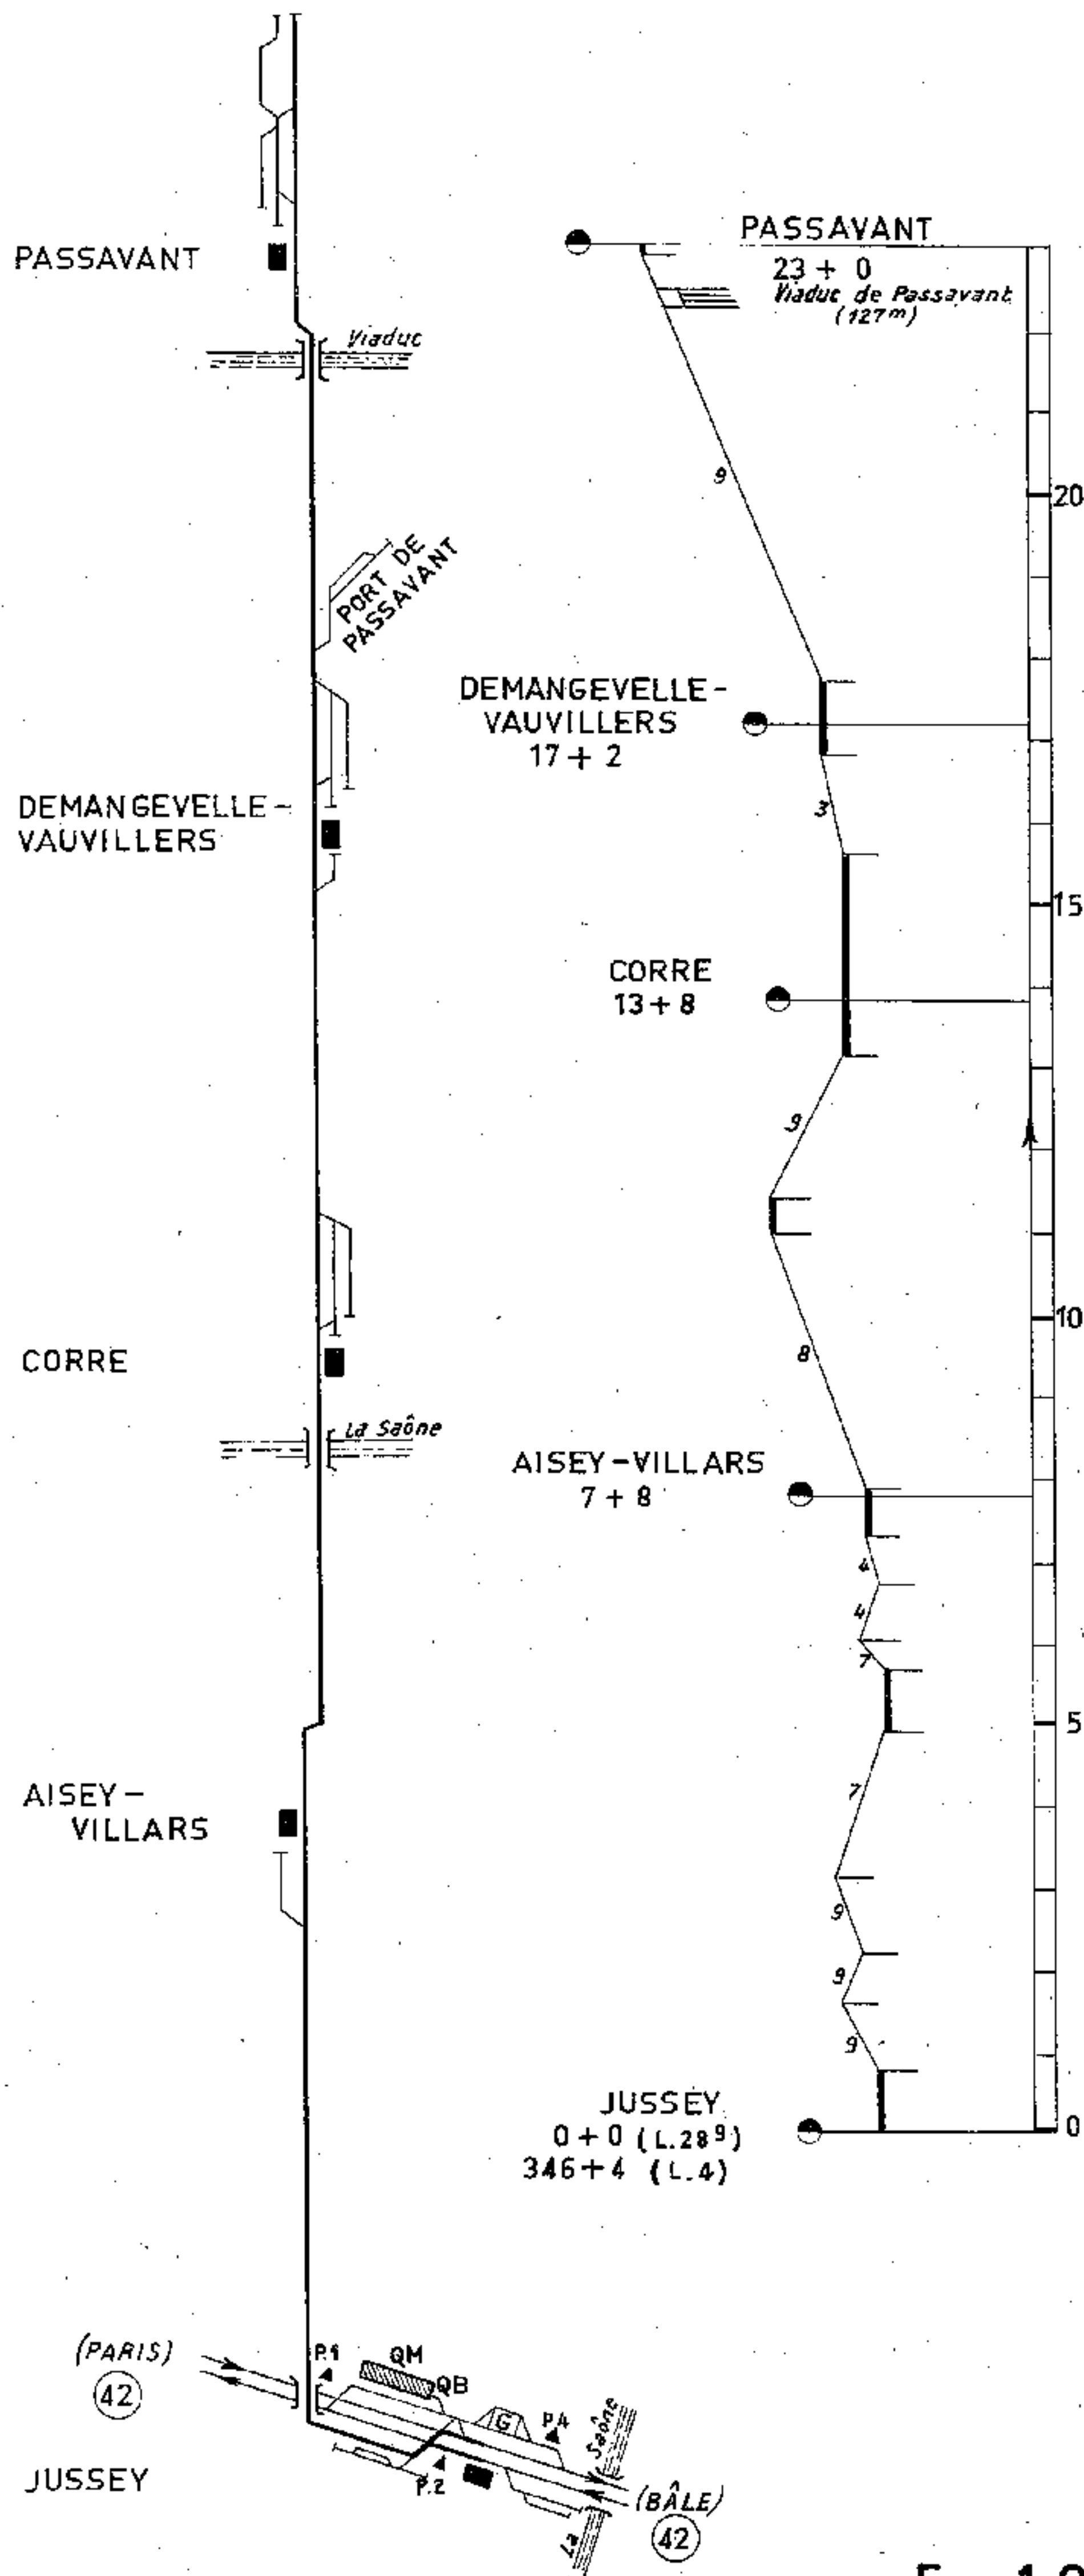 PASSAVANT
PASSAVANT
23 + 0
Viaduc de Passavant
(127m)
Viaduc
9
20
PORT DE
PASSAVANT
DEMANGEVELLE-
VAUVILLERS
17 + 2
DEMANGEVELLE-
VAUVILLERS
3
15
CORRE
13 + 8
9
10
CORRE
8
La Saône
AISEY-VILLARS
7 + 8
4
4
7
5
AISEY-
VILLARS
7
9
9
9
JUSSEY
0 + 0 (L.28⁹)
346+4 (L.4)
0
(PARIS)
42
P.1
QM
QB
G
P.4
Saône
P.2
JUSSEY
(BÂLE)
42
La